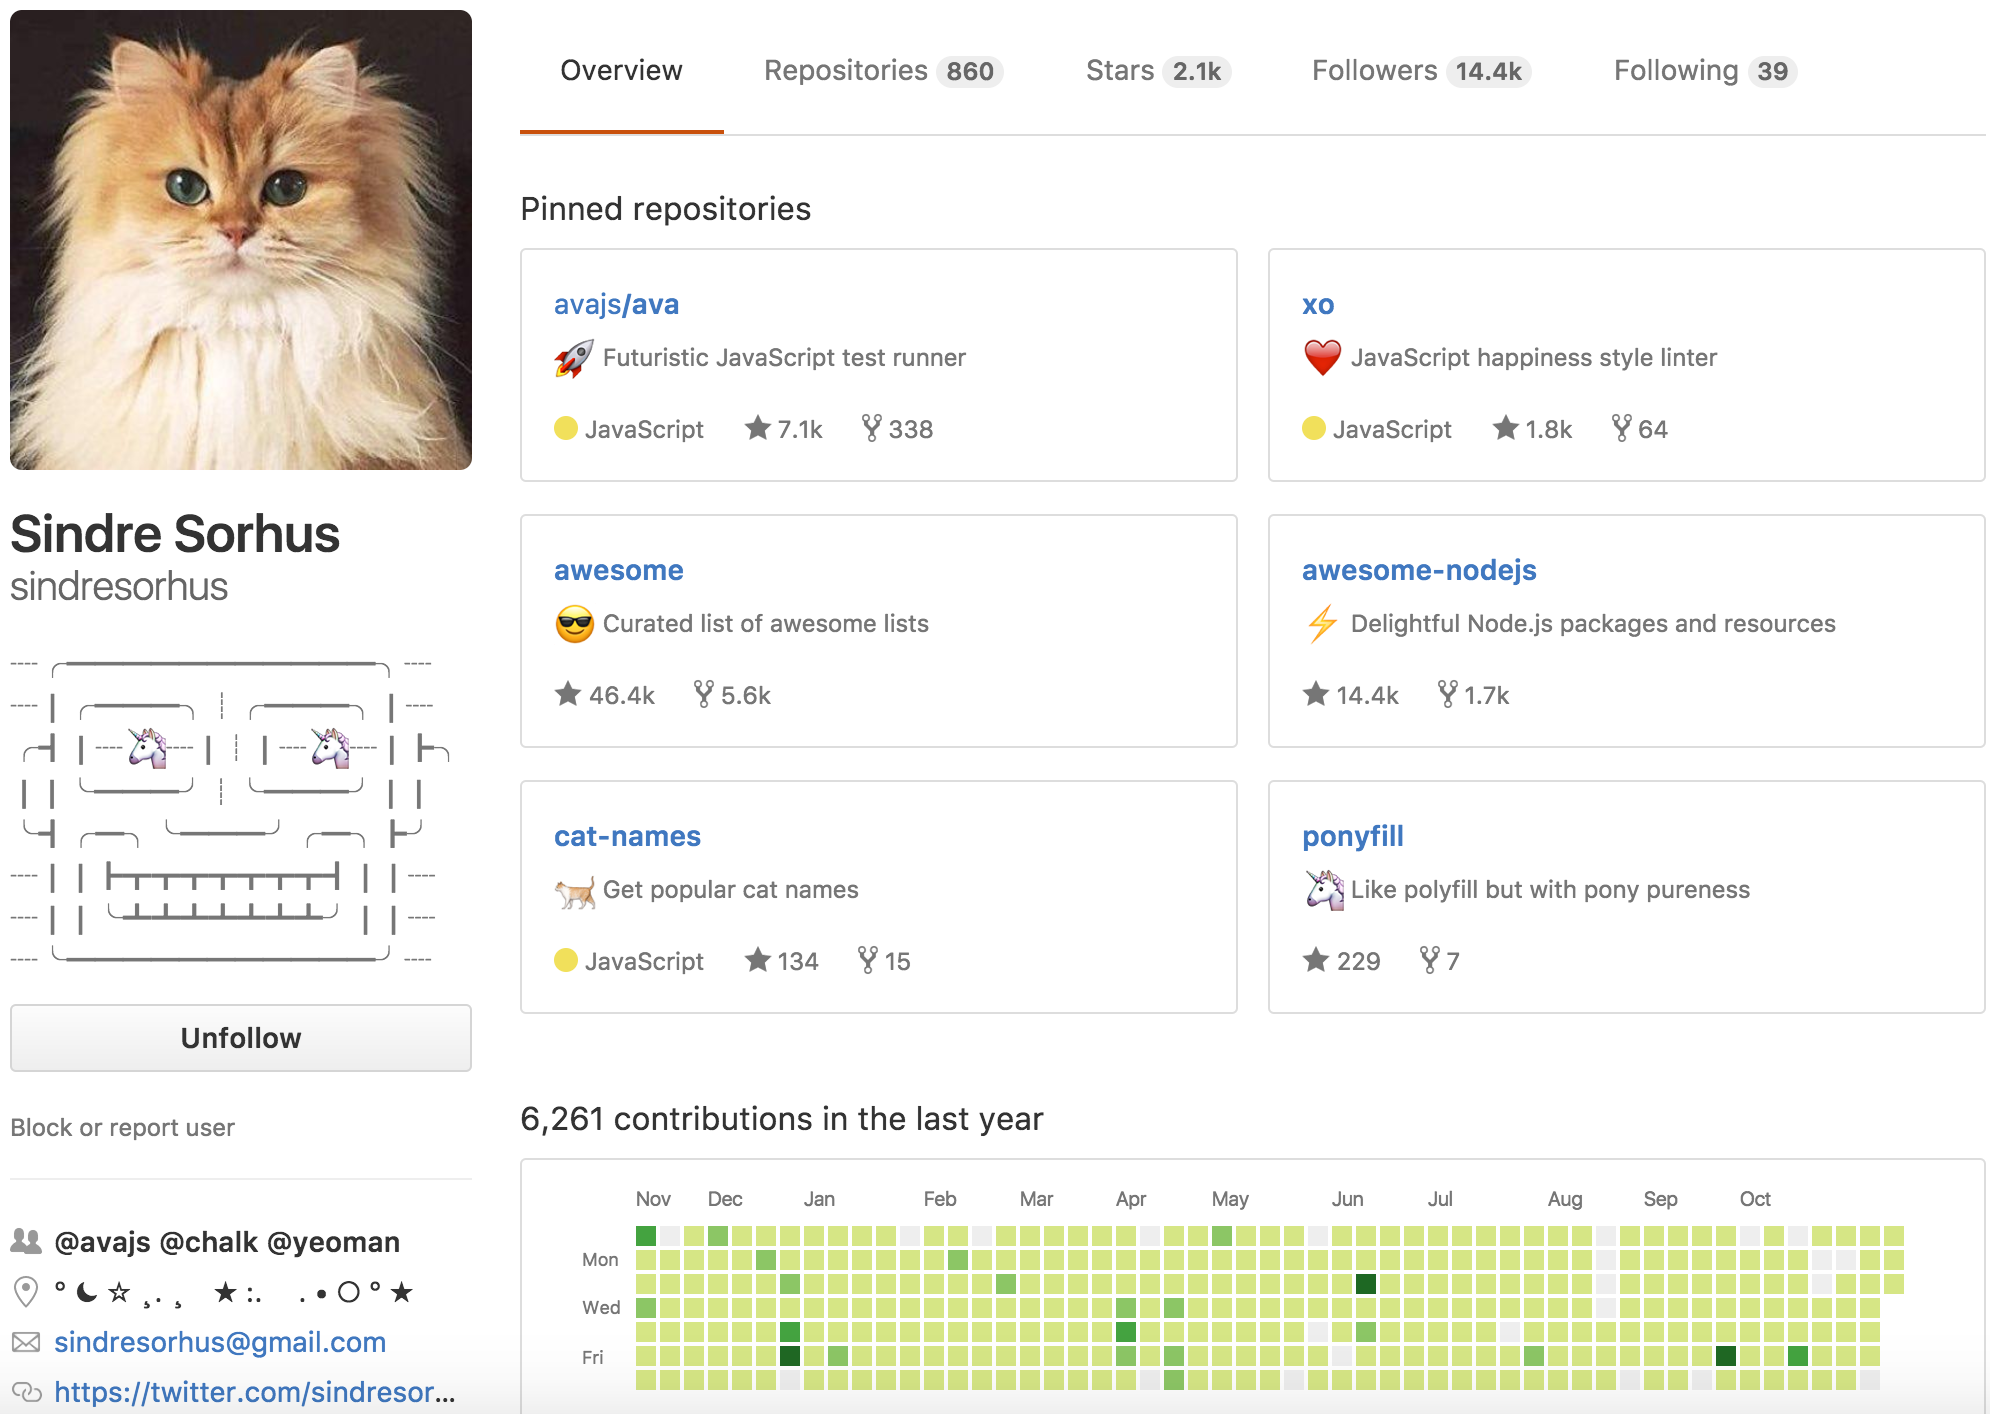 Overview Repositories 860 Stars 2.1k Followers 14.4k Following 39
Sindre Sorhus
sindresorhus
Unfollow
Block or report user
@avajs @chalk @yeoman
sindresorhus@gmail.com
https://twitter.com/sindresor...
Pinned repositories
avajs/ava
🚀 Futuristic JavaScript test runner
JavaScript ★ 7.1k 338
xo
❤️ JavaScript happiness style linter
JavaScript ★ 1.8k 64
awesome
😎 Curated list of awesome lists
★ 46.4k 5.6k
awesome-nodejs
⚡ Delightful Node.js packages and resources
★ 14.4k 1.7k
cat-names
🐈 Get popular cat names
JavaScript ★ 134 15
ponyfill
🦄 Like polyfill but with pony pureness
★ 229 7
6,261 contributions in the last year
Nov Dec Jan Feb Mar Apr May Jun Jul Aug Sep Oct
Mon
Wed
Fri